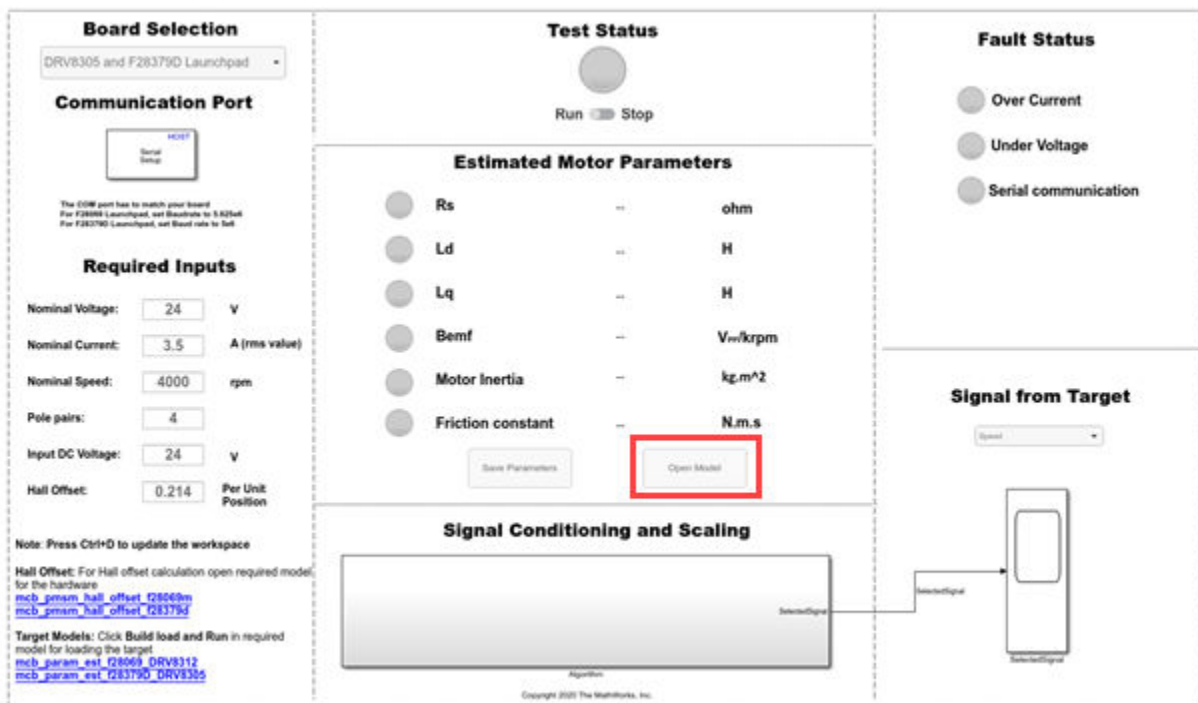 Board Selection
DRV8305 and F28379D Launchpad
Communication Port
HOST
Serial
Setup
The COM port has to match your board
For F28069 Launchpad, set Baudrate to 5.625e6
For F28379D Launchpad, set Baud rate to 5e6
Required Inputs
Nominal Voltage: 24 V
Nominal Current: 3.5 A (rms value)
Nominal Speed: 4000 rpm
Pole pairs: 4
Input DC Voltage: 24 V
Hall Offset: 0.214 Per Unit
Position
Note: Press Ctrl+D to update the workspace
Hall Offset: For Hall offset calculation open required model
for the hardware
mcb_pmsm_hall_offset_f28069m
mcb_pmsm_hall_offset_f28379d
Target Models: Click Build load and Run in required
model for loading the target
mcb_param_est_f28069_DRV8312
mcb_param_est_f28379D_DRV8305
Test Status
Run Stop
Estimated Motor Parameters
Rs -- ohm
Ld -- H
Lq -- H
Bemf -- V/krpm
Motor Inertia -- kg.m^2
Friction constant -- N.m.s
Save Parameters Open Model
Signal Conditioning and Scaling
SelectedSignal
Algorithm
Copyright 2020 The MathWorks, Inc.
Fault Status
Over Current
Under Voltage
Serial communication
Signal from Target
Speed
SelectedSignal
SelectedSignal